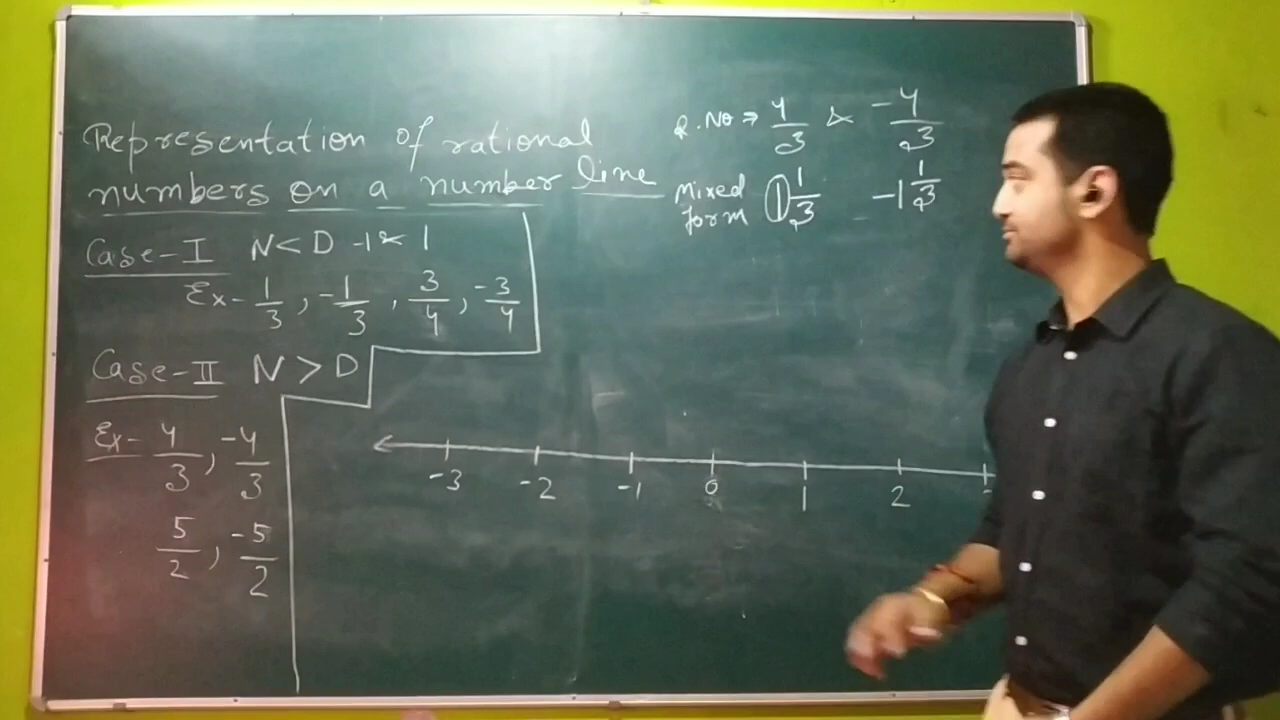 Representation of rational
numbers on a number line
Case-I N < D -1 & 1
Ex- 1/3, -1/3, 3/4, -3/4
Case-II N > D
Ex- 4/3, -4/3
5/2, -5/2
R. No ⇒ 4/3 & -4/3
Mixed form 1 1/3 -1 1/3
-3 -2 -1 0 1 2